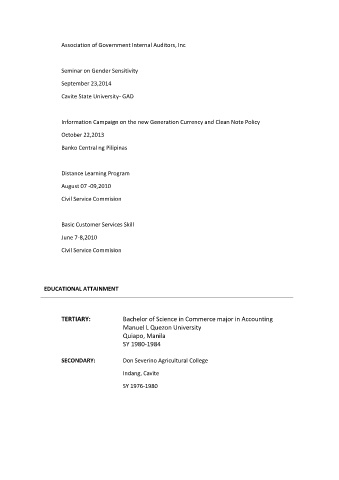 Association of Government Internal Auditors, Inc
Seminar on Gender Sensitivity
September 23,2014
Cavite State University- GAD
Information Campaign on the new Generation Currency and Clean Note Policy
October 22,2013
Banko Central ng Pilipinas
Distance Learning Program
August 07 -09,2010
Civil Service Commision
Basic Customer Services Skill
June 7-8,2010
Civil Service Commision
EDUCATIONAL ATTAINMENT
TERTIARY: Bachelor of Science in Commerce major in Accounting
Manuel L Quezon University
Quiapo, Manila
SY 1980-1984
SECONDARY: Don Severino Agricultural College
Indang, Cavite
SY 1976-1980